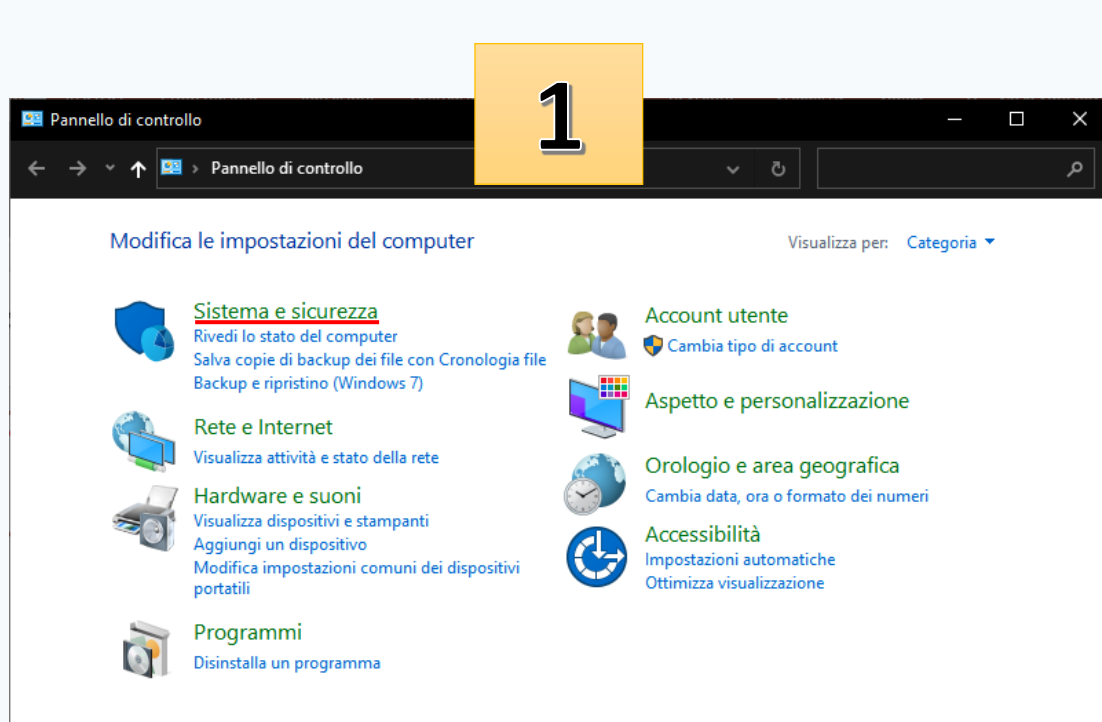 1
Pannello di controllo
Pannello di controllo
Modifica le impostazioni del computer
Visualizza per: Categoria
Sistema e sicurezza
Rivedi lo stato del computer
Salva copie di backup dei file con Cronologia file
Backup e ripristino (Windows 7)
Rete e Internet
Visualizza attività e stato della rete
Hardware e suoni
Visualizza dispositivi e stampanti
Aggiungi un dispositivo
Modifica impostazioni comuni dei dispositivi
portatili
Programmi
Disinstalla un programma
Account utente
Cambia tipo di account
Aspetto e personalizzazione
Orologio e area geografica
Cambia data, ora o formato dei numeri
Accessibilità
Impostazioni automatiche
Ottimizza visualizzazione